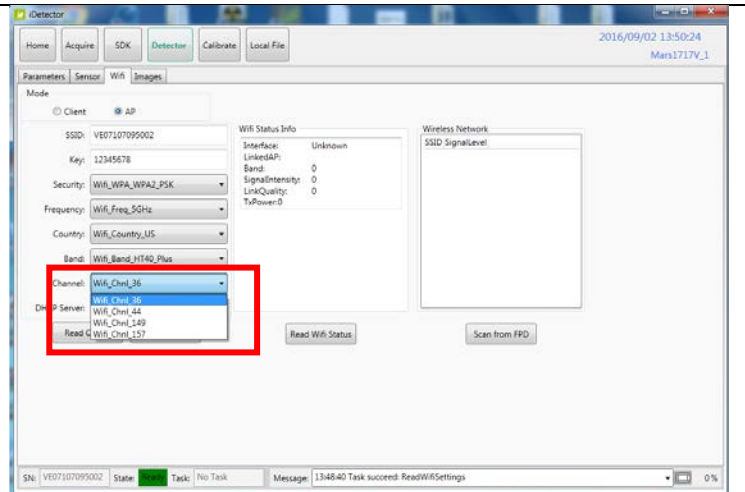 iDetector
Home Acquire SDK Detector Calibrate Local File
2016/09/02 13:50:24
Mars1717V_1
Parameters Sensor Wifi Images
Mode
Client AP
SSID: VE07107095002
Key: 12345678
Security: Wifi_WPA_WPA2_PSK
Frequency: Wifi_Freq_5GHz
Country: Wifi_Country_US
Band: Wifi_Band_HT40_Plus
Channel: Wifi_Chnl_36
Wifi_Chnl_36
Wifi_Chnl_44
Wifi_Chnl_149
Wifi_Chnl_157
Server:
Read
Wifi Status Info
Interface: Unknown
LinkedAP:
Band: 0
SignalIntensity: 0
LinkQuality: 0
TxPower:0
Read Wifi Status
Wireless Network
SSID SignalLevel
Scan from FPD
SN: VE07107095002 State: Ready Task: No Task Message: 13:48:40 Task succeed: ReadWifiSettings 0%